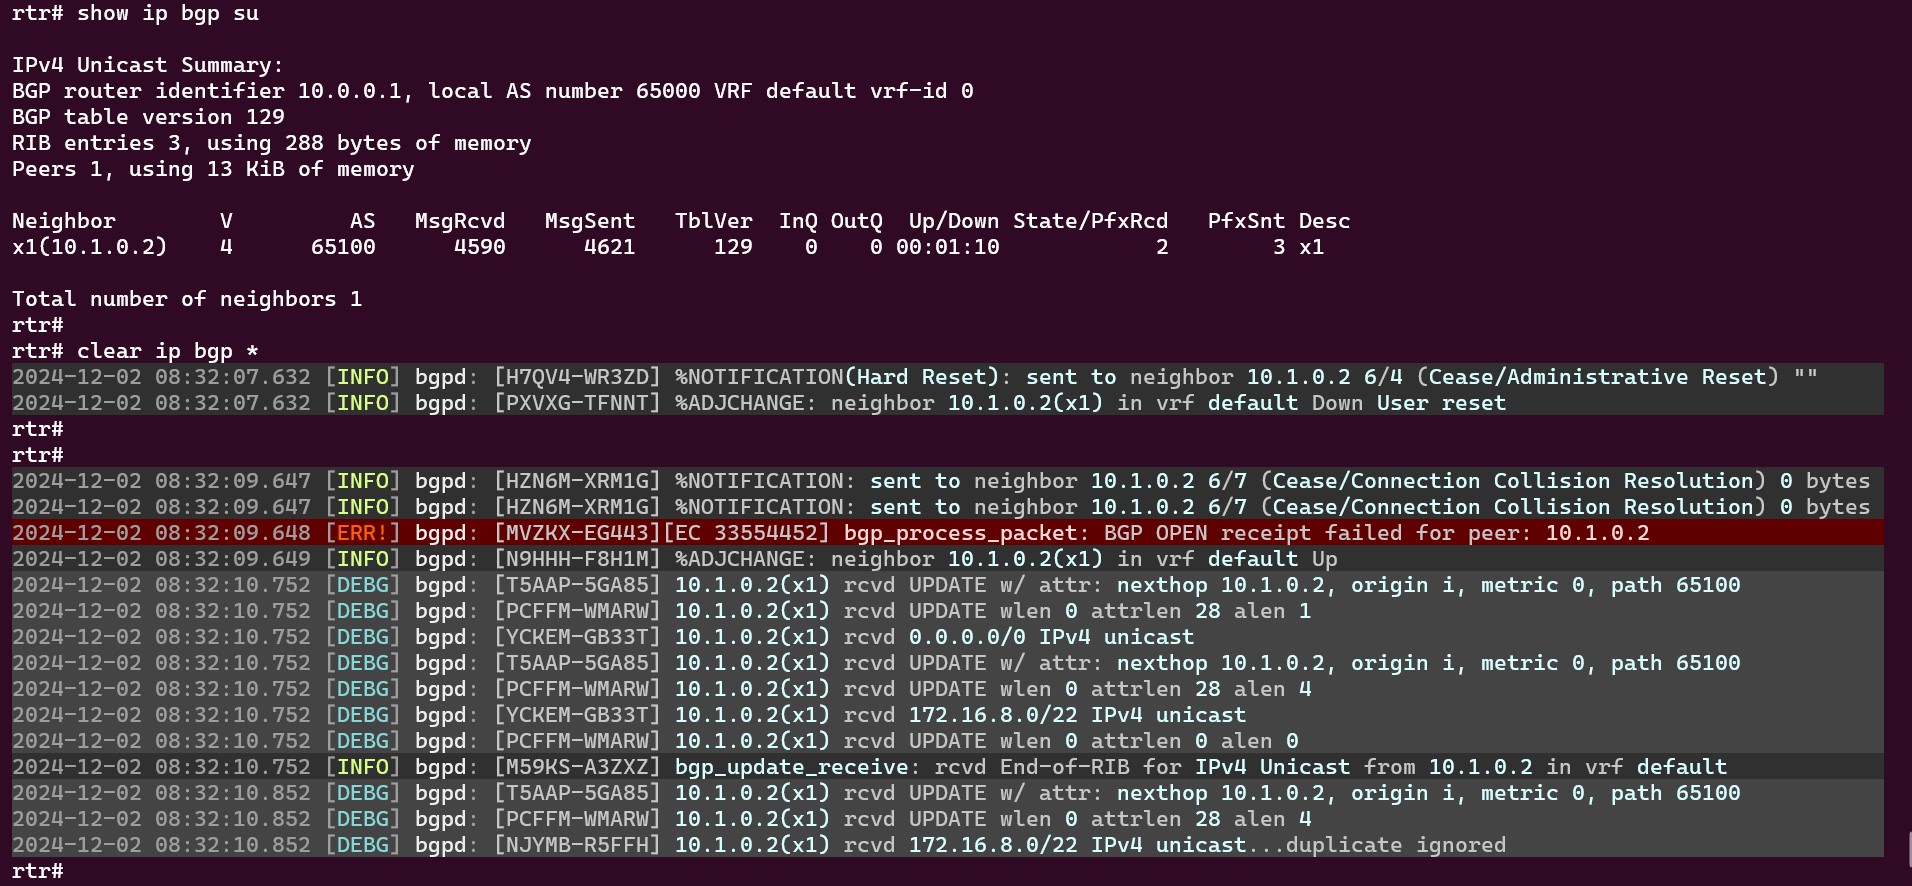 rtr# show ip bgp su
IPv4 Unicast Summary:
BGP router identifier 10.0.0.1, local AS number 65000 VRF default vrf-id 0
BGP table version 129
RIB entries 3, using 288 bytes of memory
Peers 1, using 13 KiB of memory
Neighbor        V         AS   MsgRcvd   MsgSent   TblVer  InQ OutQ  Up/Down State/PfxRcd   PfxSnt Desc
x1(10.1.0.2)    4      65100      4590      4621      129    0    0 00:01:10            2        3 x1
Total number of neighbors 1
rtr#
rtr# clear ip bgp *
2024-12-02 08:32:07.632 [INFO] bgpd: [H7QV4-WR3ZD] %NOTIFICATION(Hard Reset): sent to neighbor 10.1.0.2 6/4 (Cease/Administrative Reset) ""
2024-12-02 08:32:07.632 [INFO] bgpd: [PXVXG-TFNNT] %ADJCHANGE: neighbor 10.1.0.2(x1) in vrf default Down User reset
rtr#
rtr#
2024-12-02 08:32:09.647 [INFO] bgpd: [HZN6M-XRM1G] %NOTIFICATION: sent to neighbor 10.1.0.2 6/7 (Cease/Connection Collision Resolution) 0 bytes
2024-12-02 08:32:09.647 [INFO] bgpd: [HZN6M-XRM1G] %NOTIFICATION: sent to neighbor 10.1.0.2 6/7 (Cease/Connection Collision Resolution) 0 bytes
2024-12-02 08:32:09.648 [ERR!] bgpd: [MVZKX-EG443][EC 33554452] bgp_process_packet: BGP OPEN receipt failed for peer: 10.1.0.2
2024-12-02 08:32:09.649 [INFO] bgpd: [N9HHH-F8H1M] %ADJCHANGE: neighbor 10.1.0.2(x1) in vrf default Up
2024-12-02 08:32:10.752 [DEBG] bgpd: [T5AAP-5GA85] 10.1.0.2(x1) rcvd UPDATE w/ attr: nexthop 10.1.0.2, origin i, metric 0, path 65100
2024-12-02 08:32:10.752 [DEBG] bgpd: [PCFFM-WMARW] 10.1.0.2(x1) rcvd UPDATE wlen 0 attrlen 28 alen 1
2024-12-02 08:32:10.752 [DEBG] bgpd: [YCKEM-GB33T] 10.1.0.2(x1) rcvd 0.0.0.0/0 IPv4 unicast
2024-12-02 08:32:10.752 [DEBG] bgpd: [T5AAP-5GA85] 10.1.0.2(x1) rcvd UPDATE w/ attr: nexthop 10.1.0.2, origin i, metric 0, path 65100
2024-12-02 08:32:10.752 [DEBG] bgpd: [PCFFM-WMARW] 10.1.0.2(x1) rcvd UPDATE wlen 0 attrlen 28 alen 4
2024-12-02 08:32:10.752 [DEBG] bgpd: [YCKEM-GB33T] 10.1.0.2(x1) rcvd 172.16.8.0/22 IPv4 unicast
2024-12-02 08:32:10.752 [DEBG] bgpd: [PCFFM-WMARW] 10.1.0.2(x1) rcvd UPDATE wlen 0 attrlen 0 alen 0
2024-12-02 08:32:10.752 [INFO] bgpd: [M59KS-A3ZXZ] bgp_update_receive: rcvd End-of-RIB for IPv4 Unicast from 10.1.0.2 in vrf default
2024-12-02 08:32:10.852 [DEBG] bgpd: [T5AAP-5GA85] 10.1.0.2(x1) rcvd UPDATE w/ attr: nexthop 10.1.0.2, origin i, metric 0, path 65100
2024-12-02 08:32:10.852 [DEBG] bgpd: [PCFFM-WMARW] 10.1.0.2(x1) rcvd UPDATE wlen 0 attrlen 28 alen 4
2024-12-02 08:32:10.852 [DEBG] bgpd: [NJYMB-R5FFH] 10.1.0.2(x1) rcvd 172.16.8.0/22 IPv4 unicast...duplicate ignored
rtr#